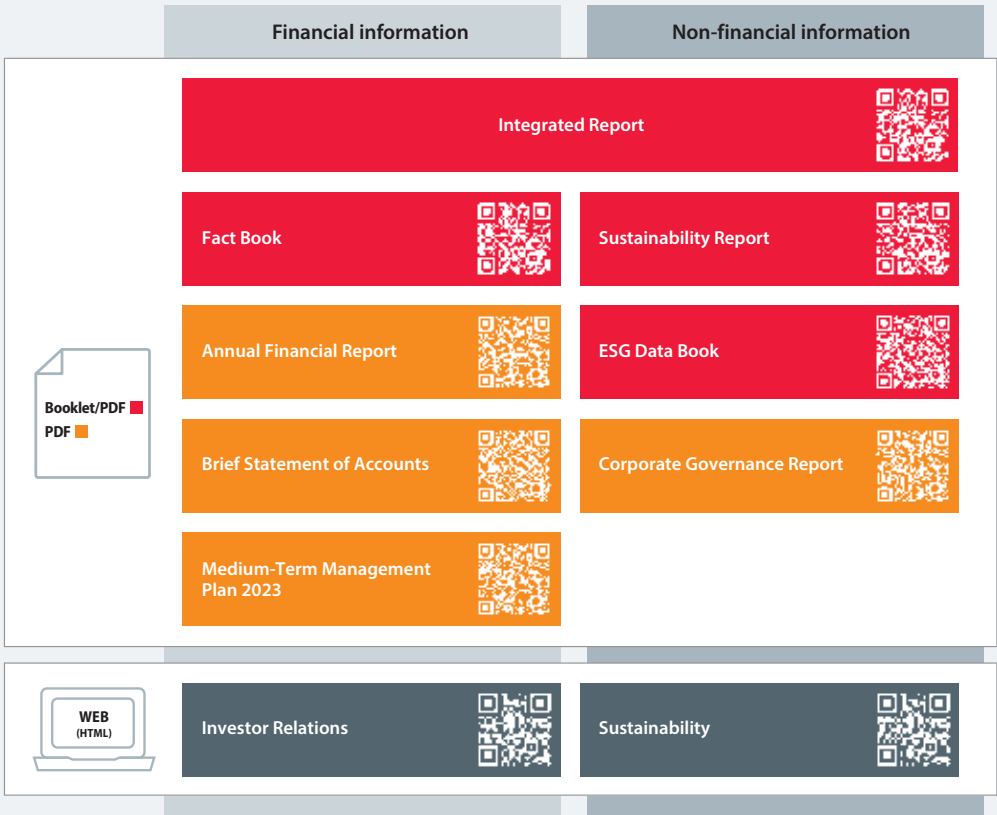 Financial information
Non-financial information
Integrated Report
Fact Book
Sustainability Report
Annual Financial Report
ESG Data Book
Booklet/PDF
PDF
Brief Statement of Accounts
Corporate Governance Report
Medium-Term Management
Plan 2023
WEB
(HTML)
Investor Relations
Sustainability